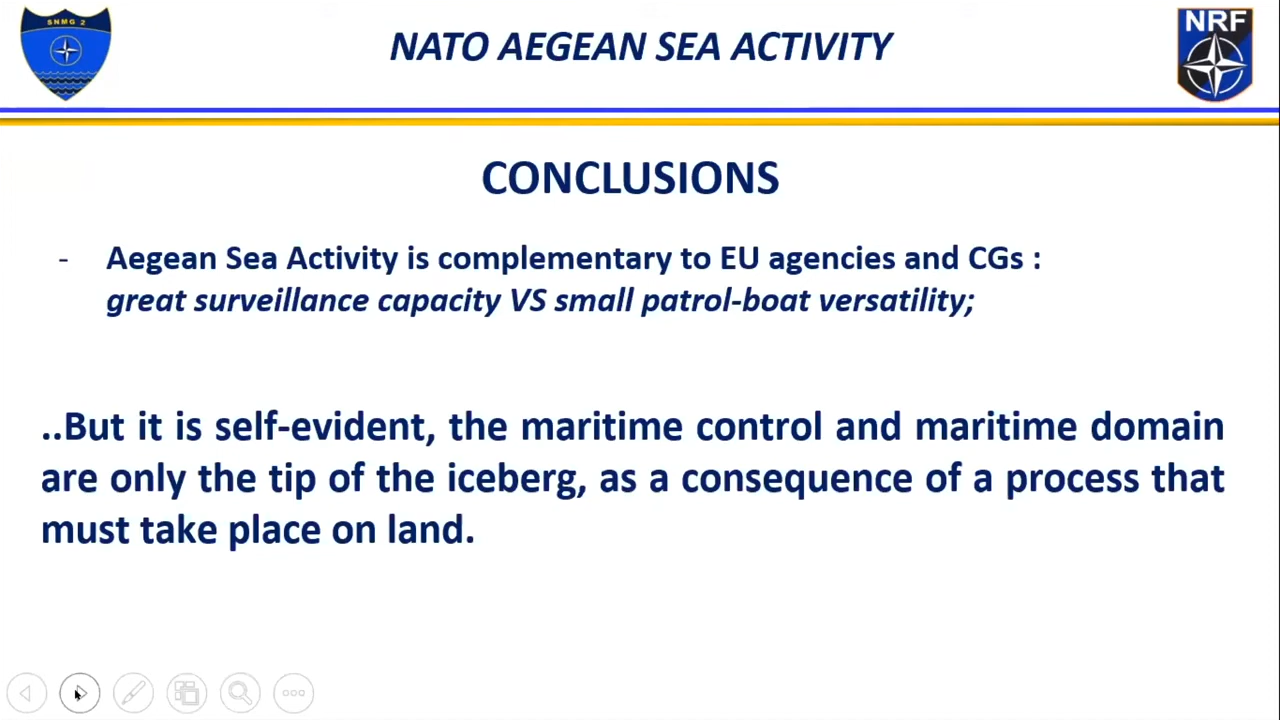 SNMG 2
NATO AEGEAN SEA ACTIVITY
NRF
CONCLUSIONS
- Aegean Sea Activity is complementary to EU agencies and CGs :
great surveillance capacity VS small patrol-boat versatility;
..But it is self-evident, the maritime control and maritime domain
are only the tip of the iceberg, as a consequence of a process that
must take place on land.